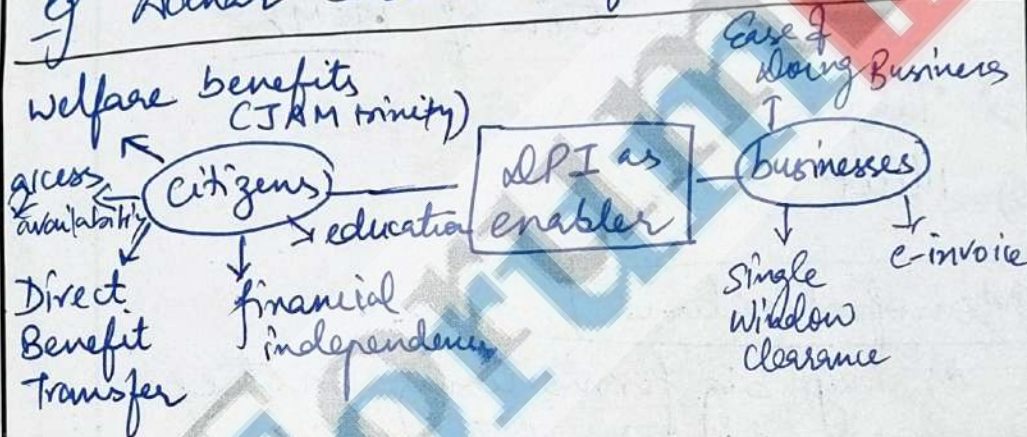 welfare benefits
(JAM trinity)
citizens
access
availability
Direct
Benefit
Transfer
financial
independence
education
DPI as
enabler
businesses
Ease of
Doing Business
Single
Window
Clearance
e-invoice
Forum